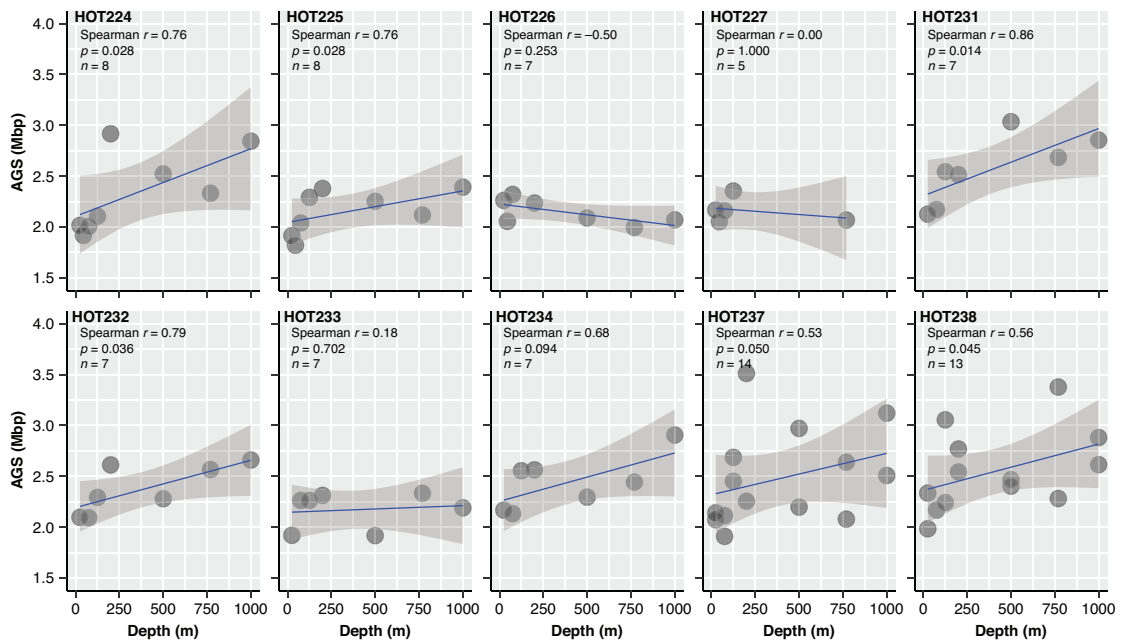 HOT224
Spearman r = 0.76
p = 0.028
n = 8
HOT225
Spearman r = 0.76
p = 0.028
n = 8
HOT226
Spearman r = –0.50
p = 0.253
n = 7
HOT227
Spearman r = 0.00
p = 1.000
n = 5
HOT231
Spearman r = 0.86
p = 0.014
n = 7
4.0
3.5
3.0
2.5
2.0
1.5
AGS (Mbp)
HOT232
Spearman r = 0.79
p = 0.036
n = 7
HOT233
Spearman r = 0.18
p = 0.702
n = 7
HOT234
Spearman r = 0.68
p = 0.094
n = 7
HOT237
Spearman r = 0.53
p = 0.050
n = 14
HOT238
Spearman r = 0.56
p = 0.045
n = 13
4.0
3.5
3.0
2.5
2.0
1.5
AGS (Mbp)
0 250 500 750 1000
0 250 500 750 1000
0 250 500 750 1000
0 250 500 750 1000
0 250 500 750 1000
Depth (m)
Depth (m)
Depth (m)
Depth (m)
Depth (m)